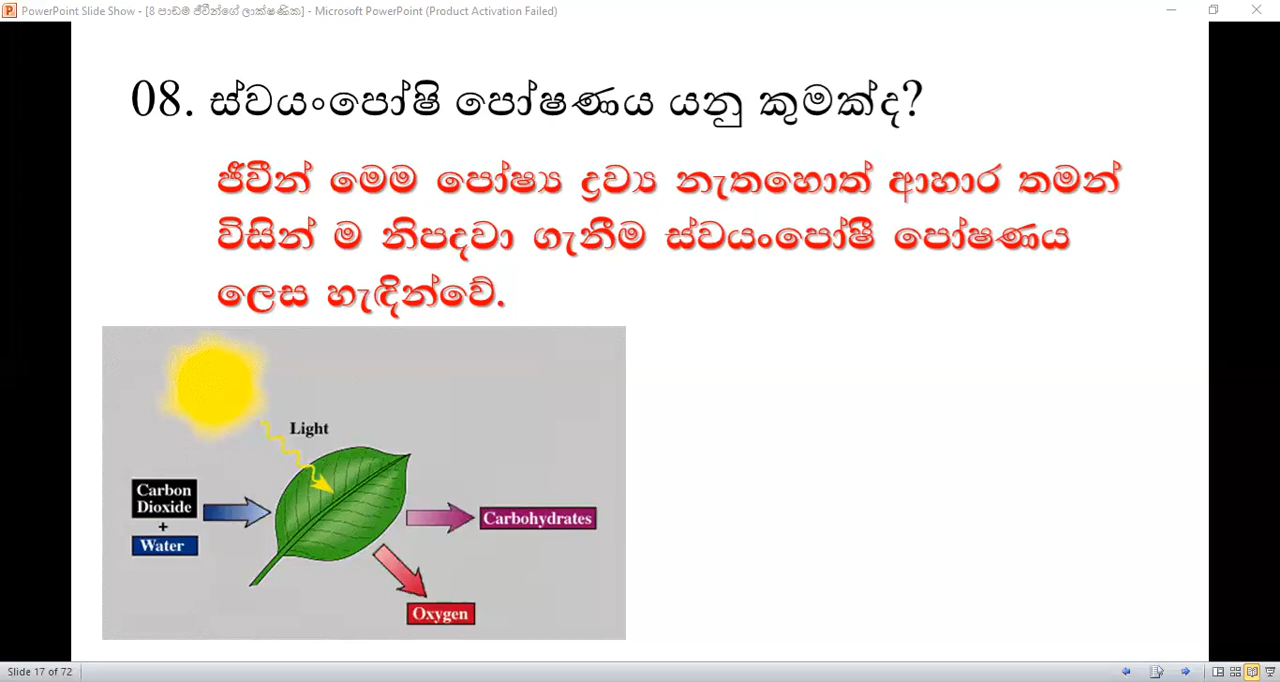 PowerPoint Slide Show - [8 පාඩම ජීවීන්ගේ ලාක්ෂණික] - Microsoft PowerPoint (Product Activation Failed)
08. ස්වයංපෝෂි පෝෂණය යනු කුමක්ද?
ජීවීන් මෙම පෝෂ්‍ය ද්‍රව්‍ය නැතහොත් ආහාර තමන්
විසින් ම නිපදවා ගැනීම ස්වයංපෝෂී පෝෂණය
ලෙස හැඳින්වේ.
Light
Carbon
Dioxide
+
Water
Carbohydrates
Oxygen
Slide 17 of 72